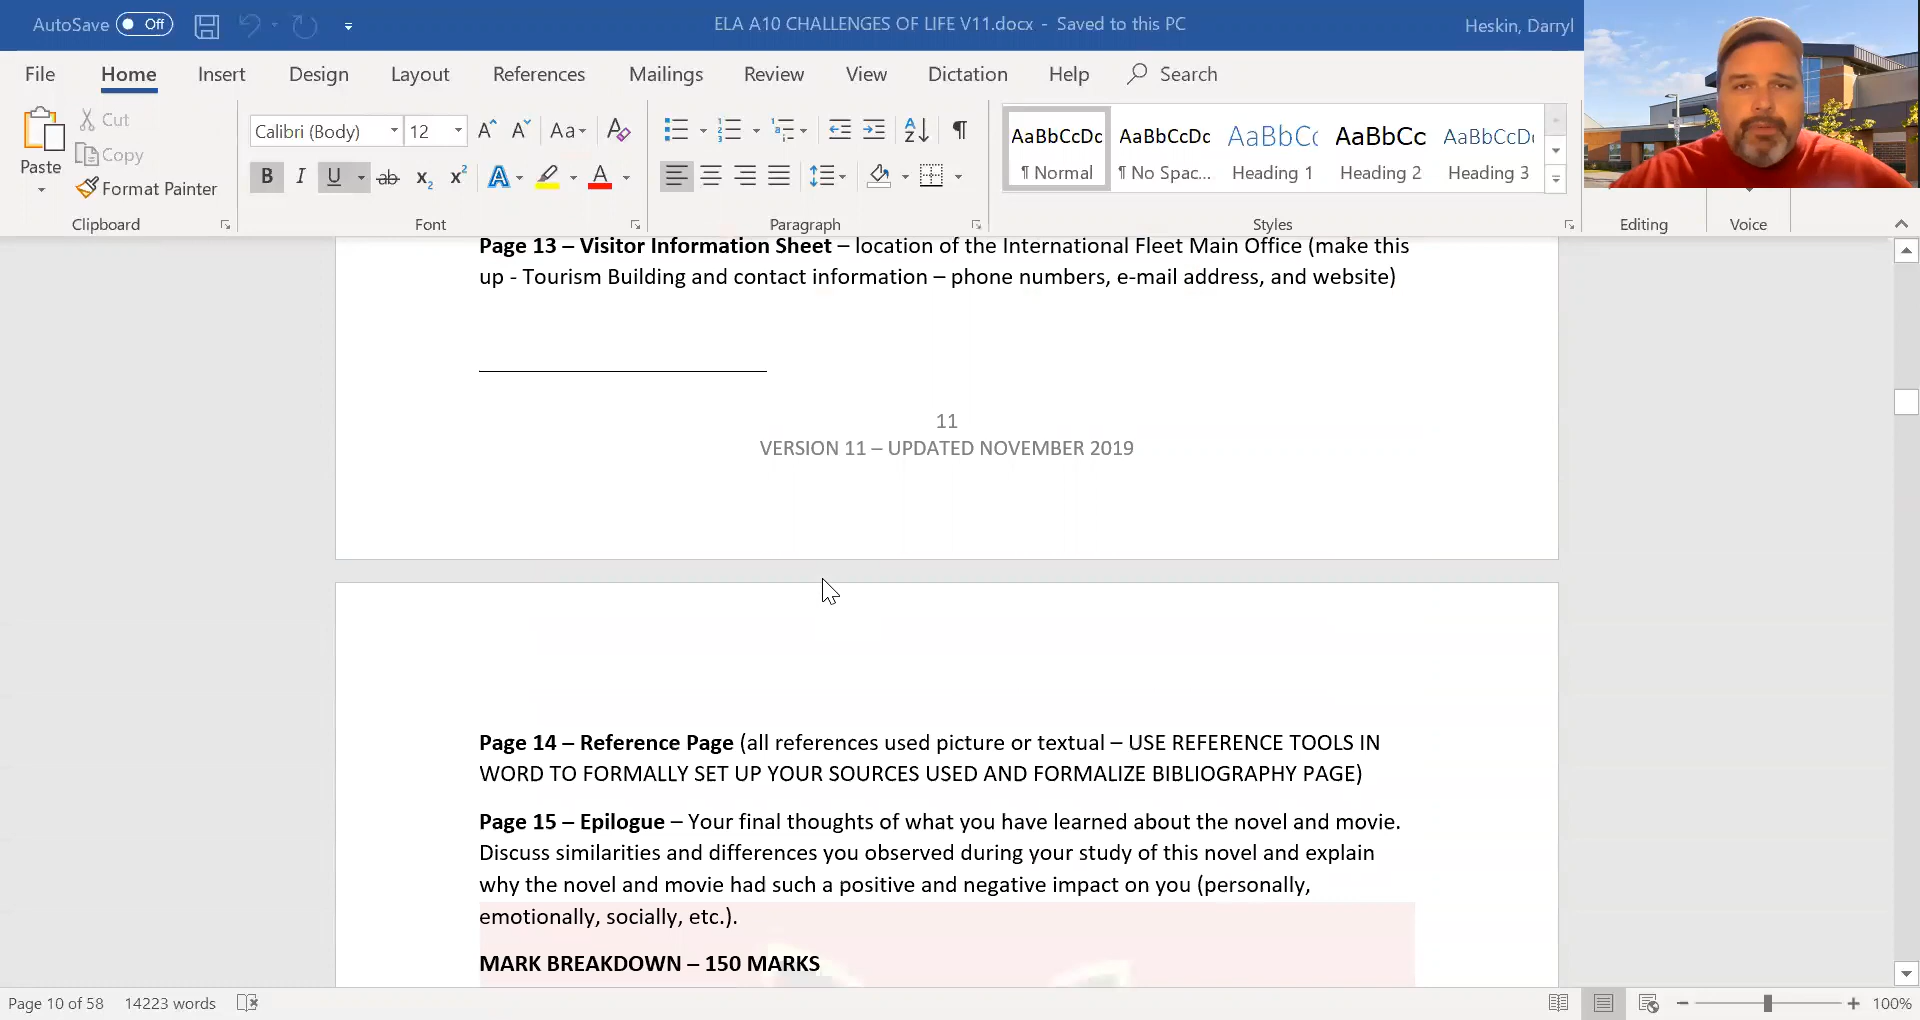 AutoSave Off ELA A10 CHALLENGES OF LIFE V11.docx - Saved to this PC Heskin, Darryl
File Home Insert Design Layout References Mailings Review View Dictation Help Search
Paste
Cut
Copy
Format Painter
Clipboard
Calibri (Body) 12 Aa
B I U ab x₂ x² A A
Font
Paragraph
AaBbCcDc AaBbCcDc AaBbC AaBbCc AaBbCcD
¶ Normal ¶ No Spac... Heading 1 Heading 2 Heading 3
Styles
Editing
Voice
Page 13 – Visitor Information Sheet – location of the International Fleet Main Office (make this
up - Tourism Building and contact information – phone numbers, e-mail address, and website)
11
VERSION 11 – UPDATED NOVEMBER 2019
Page 14 – Reference Page (all references used picture or textual – USE REFERENCE TOOLS IN
WORD TO FORMALLY SET UP YOUR SOURCES USED AND FORMALIZE BIBLIOGRAPHY PAGE)
Page 15 – Epilogue – Your final thoughts of what you have learned about the novel and movie.
Discuss similarities and differences you observed during your study of this novel and explain
why the novel and movie had such a positive and negative impact on you (personally,
emotionally, socially, etc.).
MARK BREAKDOWN – 150 MARKS
Page 10 of 58 14223 words 100%